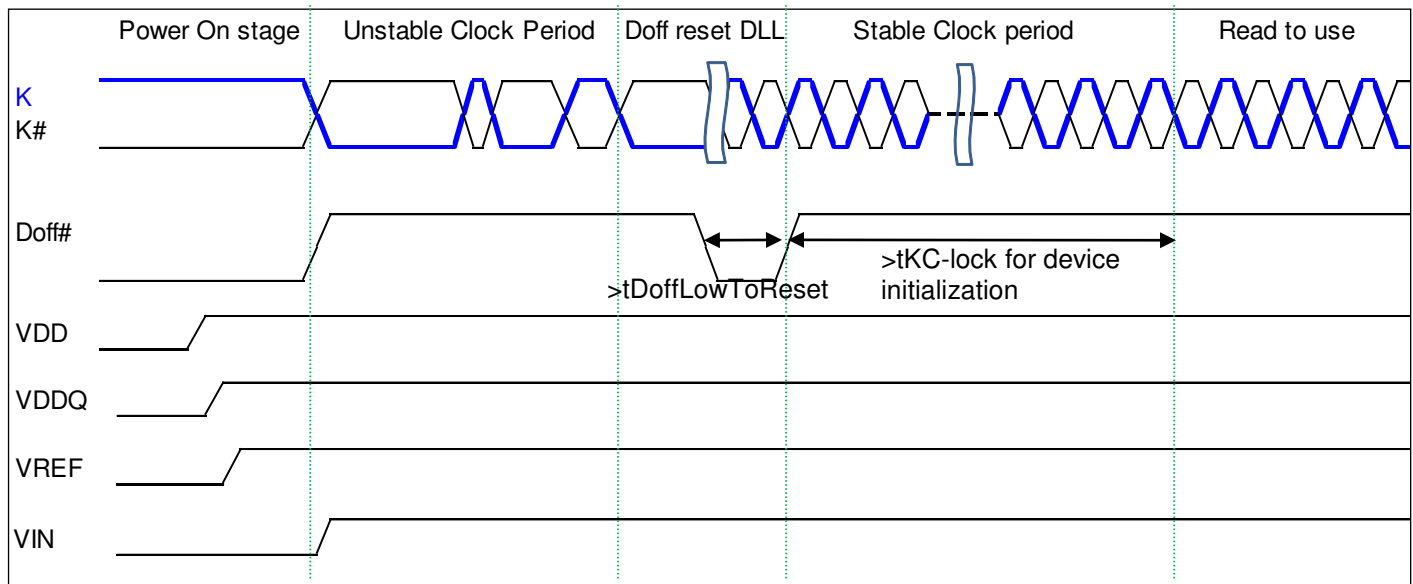 Power On stage
Unstable Clock Period
Doff reset DLL
Stable Clock period
Read to use
K
K#
Doff#
>tDoffLowToReset
>tKC-lock for device
initialization
VDD
VDDQ
VREF
VIN